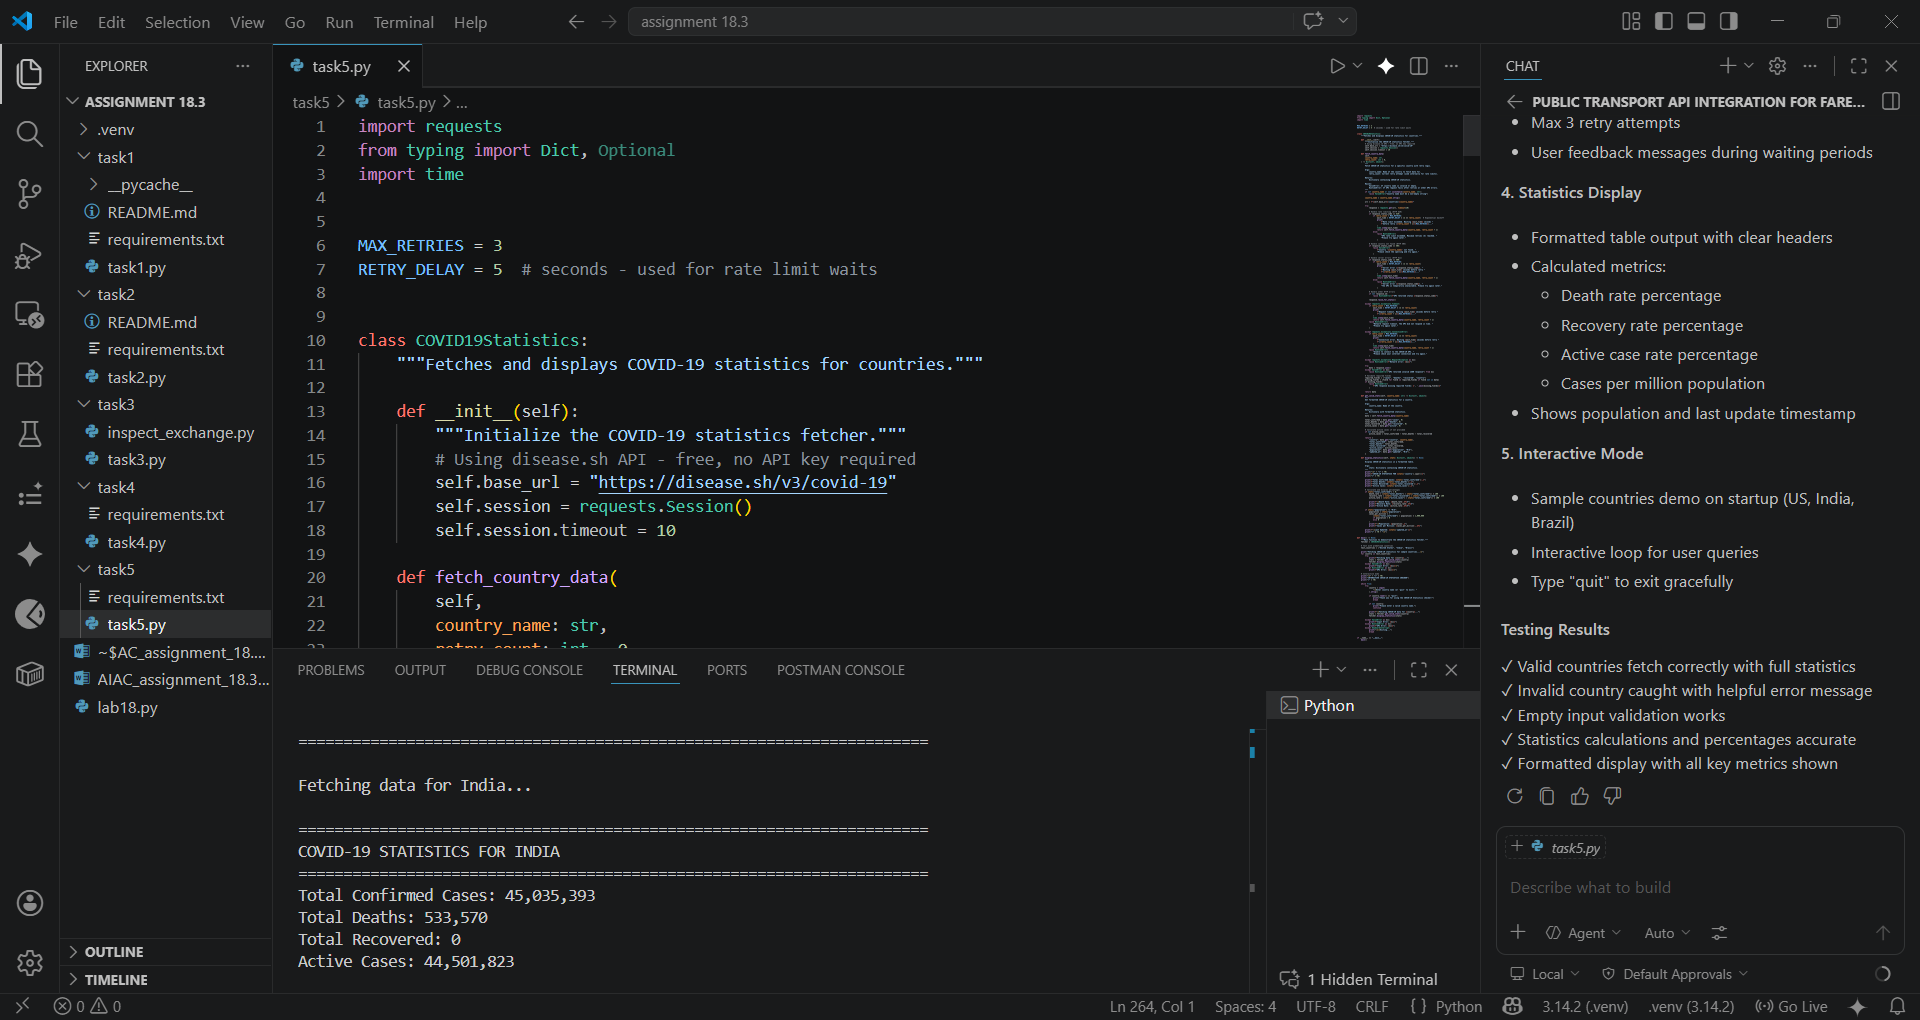 File Edit Selection View Go Run Terminal Help
assignment 18.3
EXPLORER
ASSIGNMENT 18.3
.venv
task1
__pycache__
README.md
requirements.txt
task1.py
task2
README.md
requirements.txt
task2.py
task3
inspect_exchange.py
task3.py
task4
requirements.txt
task4.py
task5
requirements.txt
task5.py
~$AC_assignment_18....
AIAC_assignment_18.3...
lab18.py
OUTLINE
TIMELINE
task5.py
task5 > task5.py > ...
1 import requests
2 from typing import Dict, Optional
3 import time
4
5
6 MAX_RETRIES = 3
7 RETRY_DELAY = 5 # seconds - used for rate limit waits
8
9
10 class COVID19Statistics:
11 """Fetches and displays COVID-19 statistics for countries."""
12
13 def __init__(self):
14 """Initialize the COVID-19 statistics fetcher."""
15 # Using disease.sh API - free, no API key required
16 self.base_url = "https://disease.sh/v3/covid-19"
17 self.session = requests.Session()
18 self.session.timeout = 10
19
20 def fetch_country_data(
21 self,
22 country_name: str,
PROBLEMS OUTPUT DEBUG CONSOLE TERMINAL PORTS POSTMAN CONSOLE
======================================================================
Fetching data for India...
======================================================================
COVID-19 STATISTICS FOR INDIA
======================================================================
Total Confirmed Cases: 45,035,393
Total Deaths: 533,570
Total Recovered: 0
Active Cases: 44,501,823
Python
1 Hidden Terminal
CHAT
PUBLIC TRANSPORT API INTEGRATION FOR FARE...
• Max 3 retry attempts
• User feedback messages during waiting periods
4. Statistics Display
• Formatted table output with clear headers
• Calculated metrics:
◦ Death rate percentage
◦ Recovery rate percentage
◦ Active case rate percentage
◦ Cases per million population
• Shows population and last update timestamp
5. Interactive Mode
• Sample countries demo on startup (US, India,
Brazil)
• Interactive loop for user queries
• Type "quit" to exit gracefully
Testing Results
✓ Valid countries fetch correctly with full statistics
✓ Invalid country caught with helpful error message
✓ Empty input validation works
✓ Statistics calculations and percentages accurate
✓ Formatted display with all key metrics shown
task5.py
Describe what to build
Agent Auto
Local Default Approvals
0 0 Ln 264, Col 1 Spaces: 4 UTF-8 CRLF { } Python 3.14.2 (.venv) .venv (3.14.2) Go Live